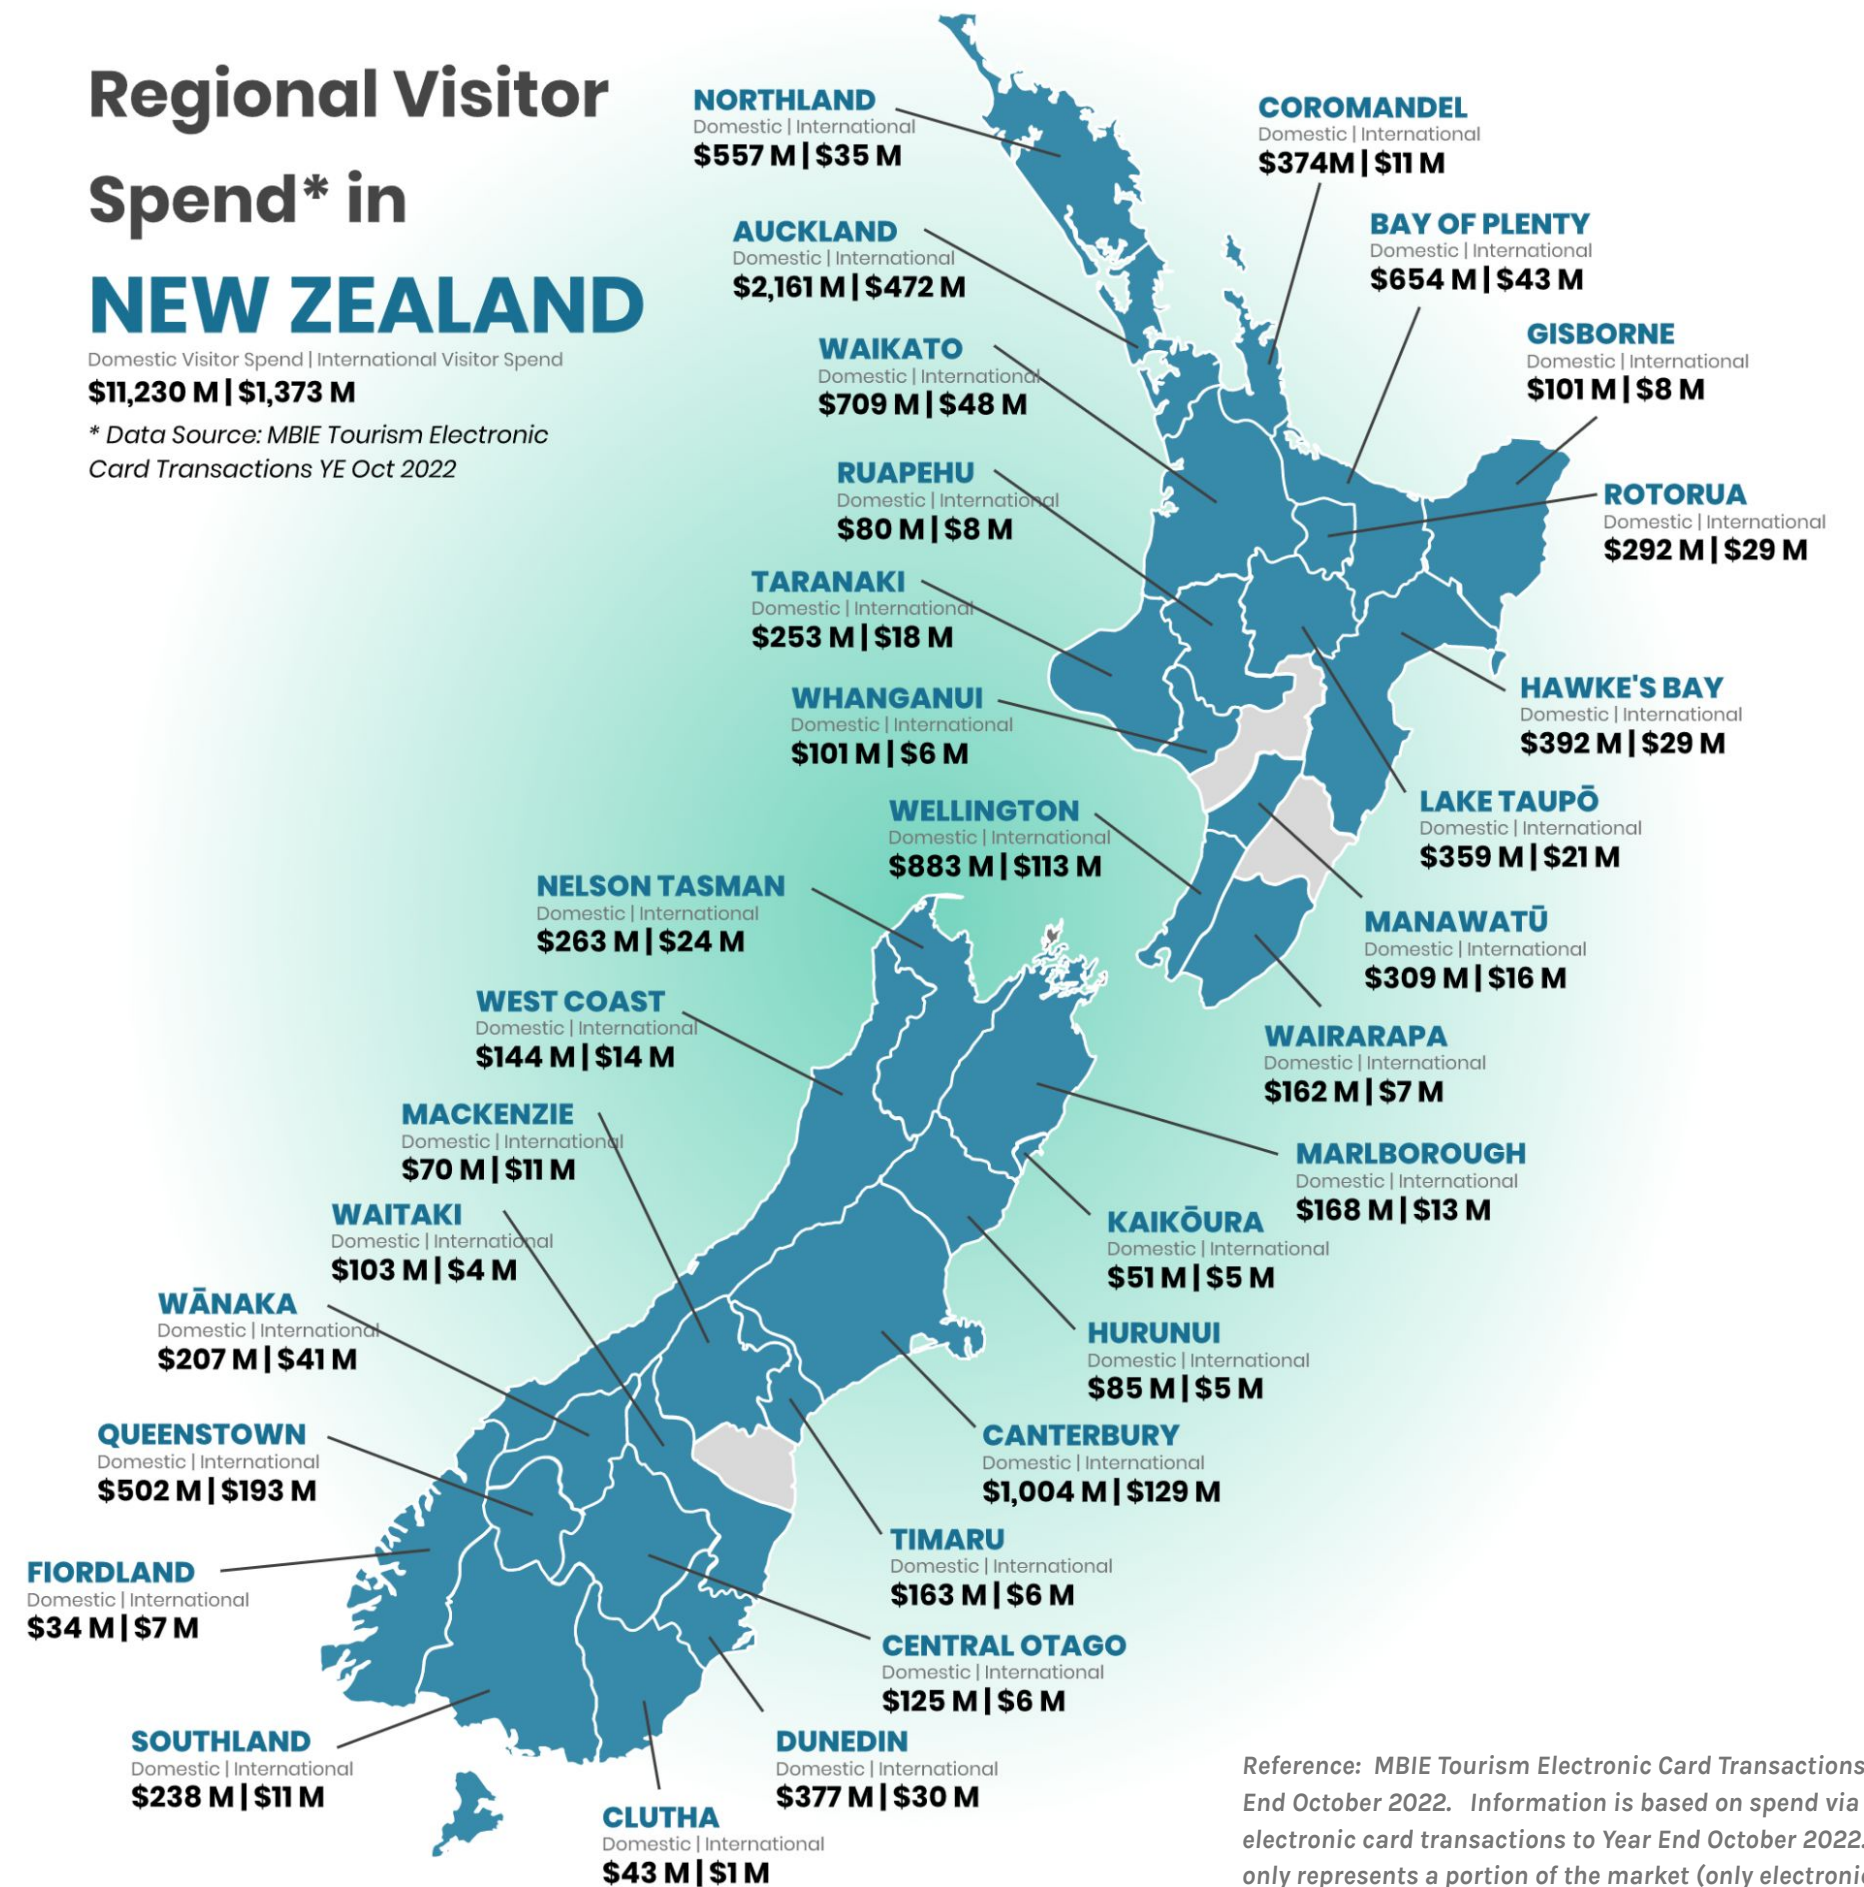 Regional Visitor
Spend* in
NEW ZEALAND
Domestic Visitor Spend | International Visitor Spend
$11,230 M | $1,373 M
* Data Source: MBIE Tourism Electronic
Card Transactions YE Oct 2022
NORTHLAND
Domestic | International
$557 M | $35 M
COROMANDEL
Domestic | International
$374M | $11 M
AUCKLAND
Domestic | International
$2,161 M | $472 M
BAY OF PLENTY
Domestic | International
$654 M | $43 M
WAIKATO
Domestic | International
$709 M | $48 M
GISBORNE
Domestic | International
$101 M | $8 M
RUAPEHU
Domestic | International
$80 M | $8 M
ROTORUA
Domestic | International
$292 M | $29 M
TARANAKI
Domestic | International
$253 M | $18 M
WHANGANUI
Domestic | International
$101 M | $6 M
HAWKE'S BAY
Domestic | International
$392 M | $29 M
WELLINGTON
Domestic | International
$883 M | $113 M
LAKE TAUPŌ
Domestic | International
$359 M | $21 M
NELSON TASMAN
Domestic | International
$263 M | $24 M
MANAWATŪ
Domestic | International
$309 M | $16 M
WEST COAST
Domestic | International
$144 M | $14 M
WAIRARAPA
Domestic | International
$162 M | $7 M
MACKENZIE
Domestic | International
$70 M | $11 M
MARLBOROUGH
Domestic | International
$168 M | $13 M
WAITAKI
Domestic | International
$103 M | $4 M
KAIKŌURA
Domestic | International
$51 M | $5 M
WĀNAKA
Domestic | International
$207 M | $41 M
HURUNUI
Domestic | International
$85 M | $5 M
QUEENSTOWN
Domestic | International
$502 M | $193 M
CANTERBURY
Domestic | International
$1,004 M | $129 M
FIORDLAND
Domestic | International
$34 M | $7 M
TIMARU
Domestic | International
$163 M | $6 M
CENTRAL OTAGO
Domestic | International
$125 M | $6 M
SOUTHLAND
Domestic | International
$238 M | $11 M
DUNEDIN
Domestic | International
$377 M | $30 M
CLUTHA
Domestic | International
$43 M | $1 M
Reference: MBIE Tourism Electronic Card Transactions
End October 2022. Information is based on spend via
electronic card transactions to Year End October 2022.
only represents a portion of the market (only